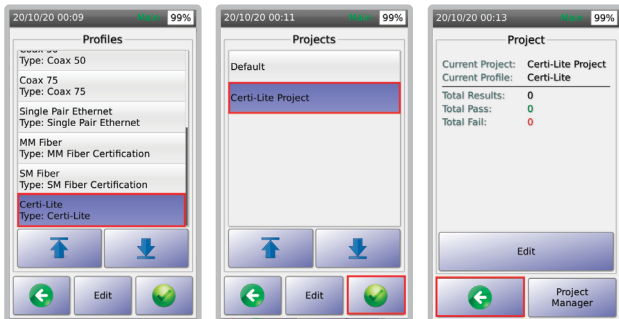 20/10/20 00:09 99%
Profiles
Coax 50
Type: Coax 50
Coax 75
Type: Coax 75
Single Pair Ethernet
Type: Single Pair Ethernet
MM Fiber
Type: MM Fiber Certification
SM Fiber
Type: SM Fiber Certification
Certi-Lite
Type: Certi-Lite
Edit
20/10/20 00:11 99%
Projects
Default
Certi-Lite Project
Edit
20/10/20 00:13 99%
Project
Current Project: Certi-Lite Project
Current Profile: Certi-Lite
Total Results: 0
Total Pass: 0
Total Fail: 0
Edit
Project
Manager